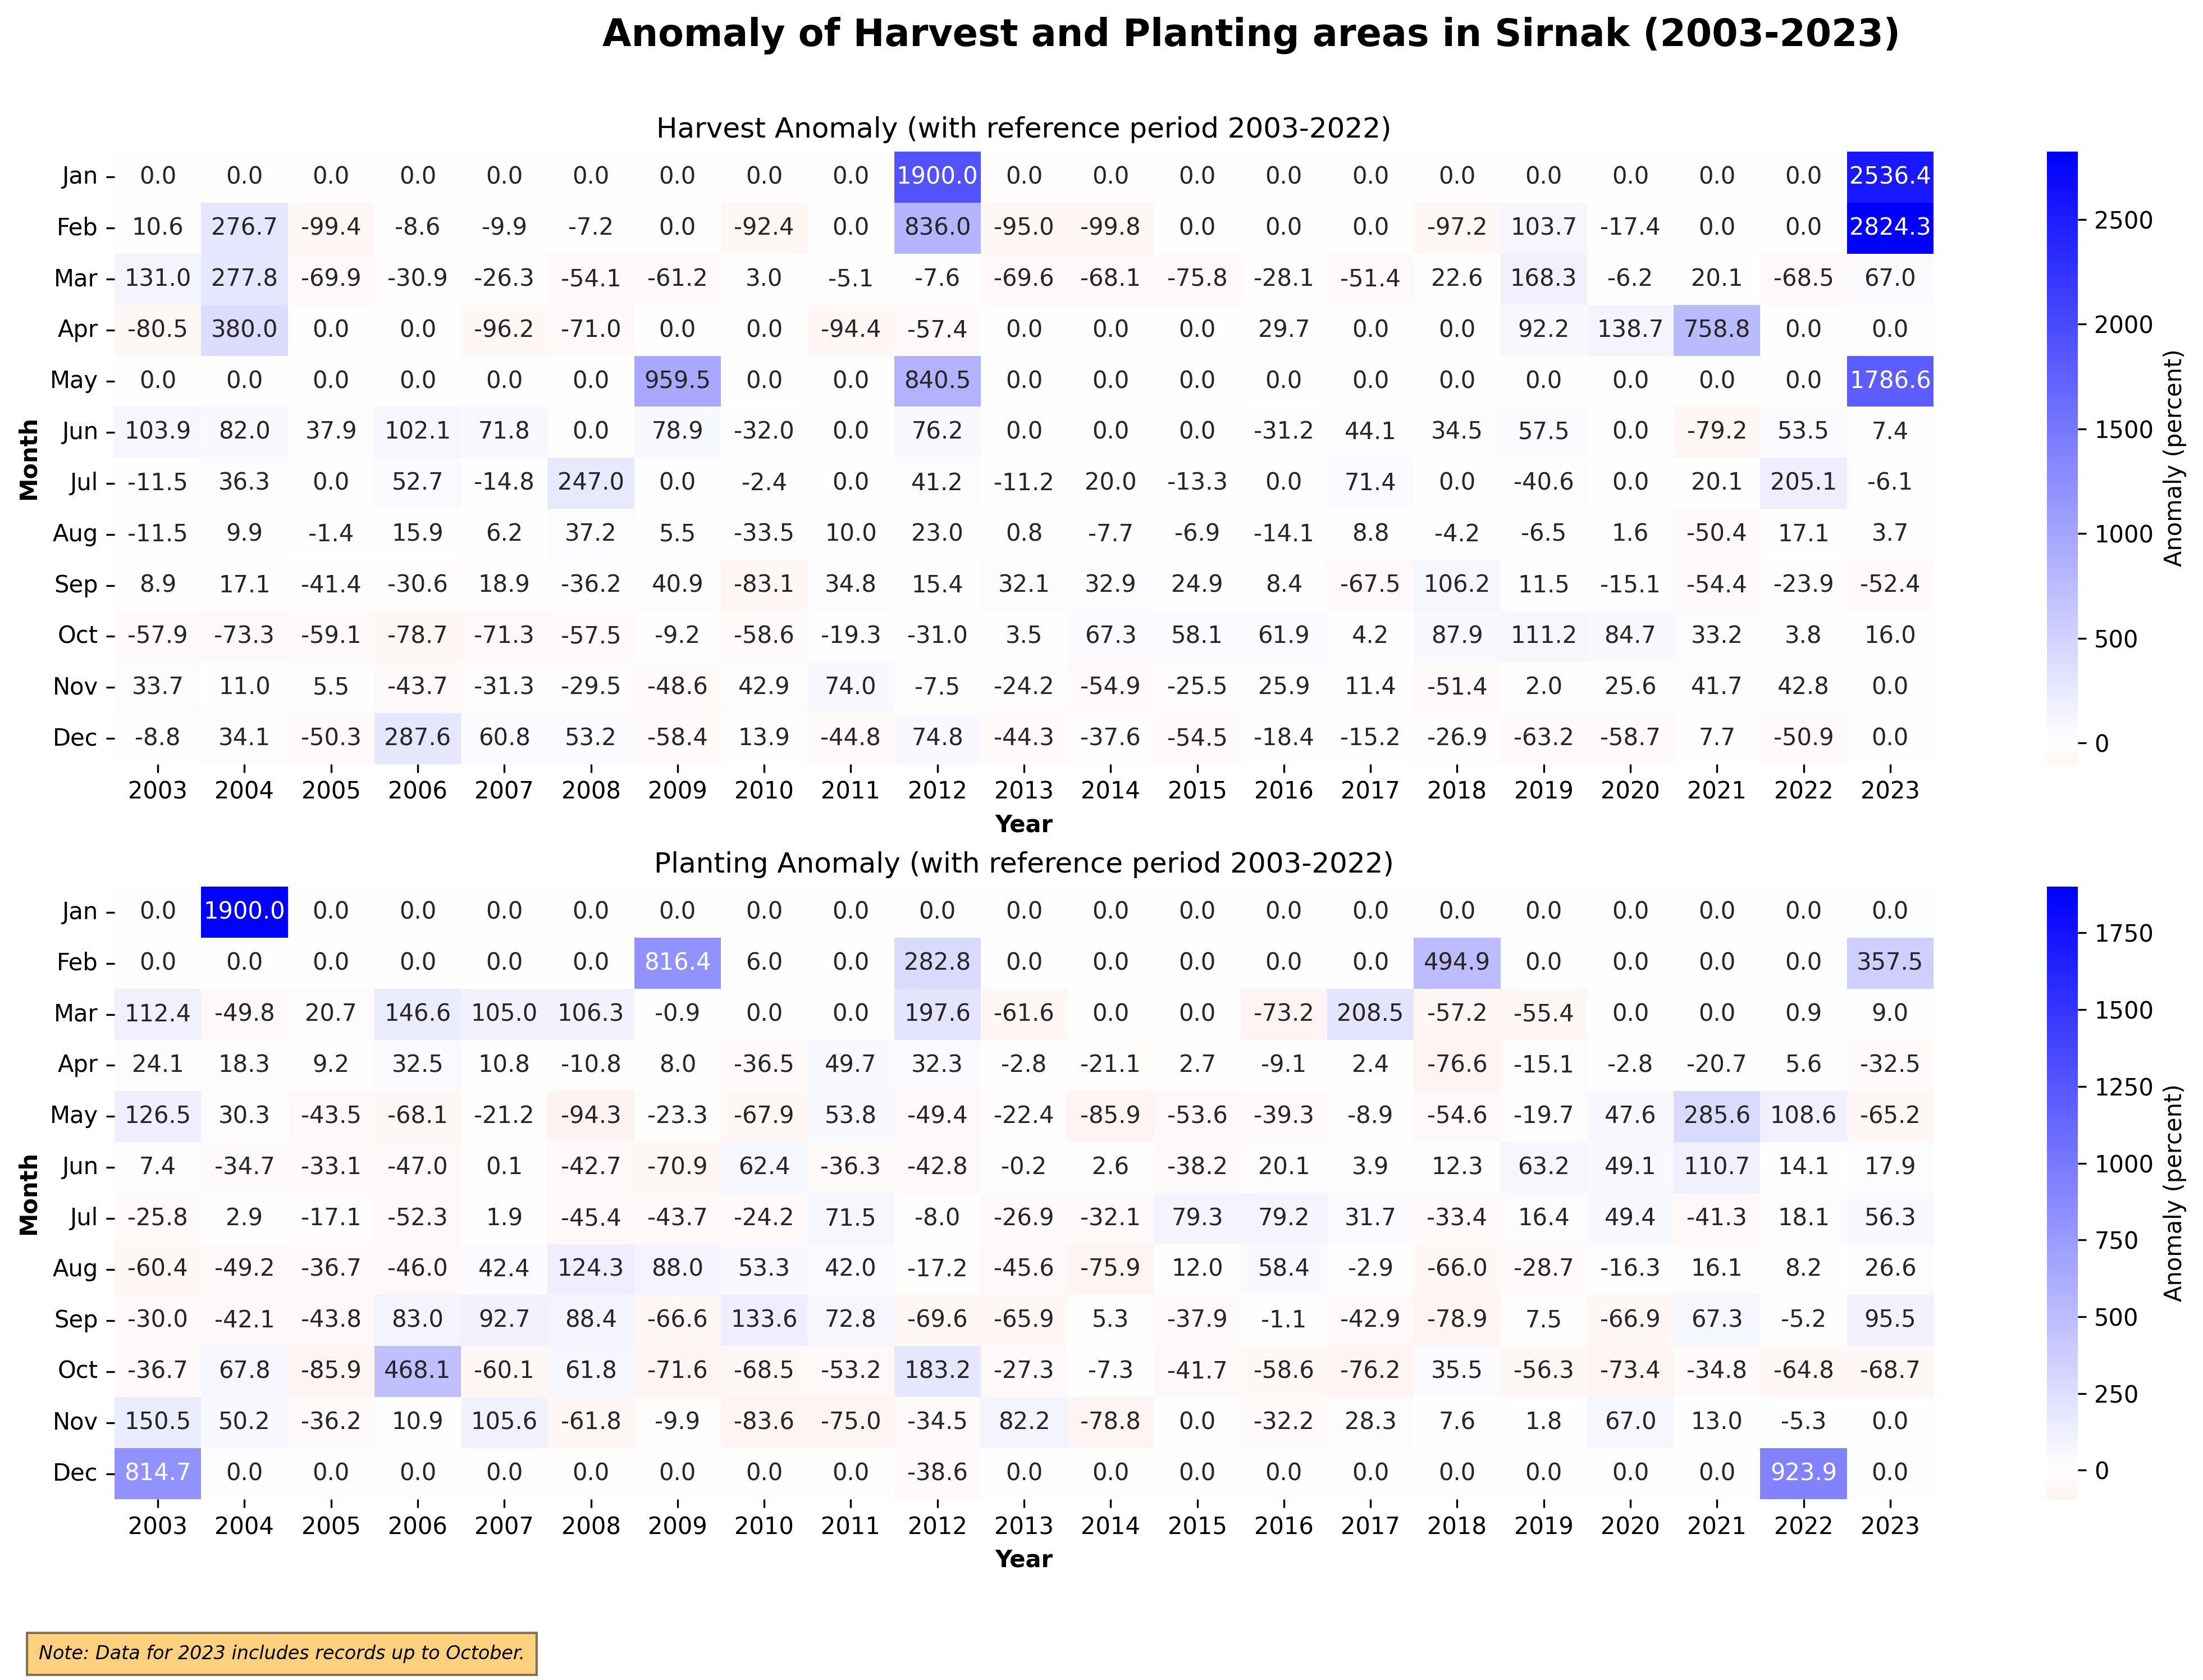 Anomaly of Harvest and Planting areas in Sirnak (2003-2023)
Harvest Anomaly (with reference period 2003-2022)
Jan 0.0 0.0 0.0 0.0 0.0 0.0 0.0 0.0 0.0 1900.0 0.0 0.0 0.0 0.0 0.0 0.0 0.0 0.0 0.0 0.0 2536.4
Feb 10.6 276.7 -99.4 -8.6 -9.9 -7.2 0.0 -92.4 0.0 836.0 -95.0 -99.8 0.0 0.0 0.0 -97.2 103.7 -17.4 0.0 0.0 2824.3
Mar 131.0 277.8 -69.9 -30.9 -26.3 -54.1 -61.2 3.0 -5.1 -7.6 -69.6 -68.1 -75.8 -28.1 -51.4 22.6 168.3 -6.2 20.1 -68.5 67.0
Apr -80.5 380.0 0.0 0.0 -96.2 -71.0 0.0 0.0 -94.4 -57.4 0.0 0.0 0.0 29.7 0.0 0.0 92.2 138.7 758.8 0.0 0.0
May 0.0 0.0 0.0 0.0 0.0 0.0 959.5 0.0 0.0 840.5 0.0 0.0 0.0 0.0 0.0 0.0 0.0 0.0 0.0 0.0 1786.6
Jun 103.9 82.0 37.9 102.1 71.8 0.0 78.9 -32.0 0.0 76.2 0.0 0.0 0.0 -31.2 44.1 34.5 57.5 0.0 -79.2 53.5 7.4
Jul -11.5 36.3 0.0 52.7 -14.8 247.0 0.0 -2.4 0.0 41.2 -11.2 20.0 -13.3 0.0 71.4 0.0 -40.6 0.0 20.1 205.1 -6.1
Aug -11.5 9.9 -1.4 15.9 6.2 37.2 5.5 -33.5 10.0 23.0 0.8 -7.7 -6.9 -14.1 8.8 -4.2 -6.5 1.6 -50.4 17.1 3.7
Sep 8.9 17.1 -41.4 -30.6 18.9 -36.2 40.9 -83.1 34.8 15.4 32.1 32.9 24.9 8.4 -67.5 106.2 11.5 -15.1 -54.4 -23.9 -52.4
Oct -57.9 -73.3 -59.1 -78.7 -71.3 -57.5 -9.2 -58.6 -19.3 -31.0 3.5 67.3 58.1 61.9 4.2 87.9 111.2 84.7 33.2 3.8 16.0
Nov 33.7 11.0 5.5 -43.7 -31.3 -29.5 -48.6 42.9 74.0 -7.5 -24.2 -54.9 -25.5 25.9 11.4 -51.4 2.0 25.6 41.7 42.8 0.0
Dec -8.8 34.1 -50.3 287.6 60.8 53.2 -58.4 13.9 -44.8 74.8 -44.3 -37.6 -54.5 -18.4 -15.2 -26.9 -63.2 -58.7 7.7 -50.9 0.0
2003 2004 2005 2006 2007 2008 2009 2010 2011 2012 2013 2014 2015 2016 2017 2018 2019 2020 2021 2022 2023
Year
Month
2500
2000
1500
1000
500
0
Anomaly (percent)
Planting Anomaly (with reference period 2003-2022)
Jan 0.0 1900.0 0.0 0.0 0.0 0.0 0.0 0.0 0.0 0.0 0.0 0.0 0.0 0.0 0.0 0.0 0.0 0.0 0.0 0.0 0.0
Feb 0.0 0.0 0.0 0.0 0.0 0.0 816.4 6.0 0.0 282.8 0.0 0.0 0.0 0.0 0.0 494.9 0.0 0.0 0.0 0.0 357.5
Mar 112.4 -49.8 20.7 146.6 105.0 106.3 -0.9 0.0 0.0 197.6 -61.6 0.0 0.0 -73.2 208.5 -57.2 -55.4 0.0 0.0 0.9 9.0
Apr 24.1 18.3 9.2 32.5 10.8 -10.8 8.0 -36.5 49.7 32.3 -2.8 -21.1 2.7 -9.1 2.4 -76.6 -15.1 -2.8 -20.7 5.6 -32.5
May 126.5 30.3 -43.5 -68.1 -21.2 -94.3 -23.3 -67.9 53.8 -49.4 -22.4 -85.9 -53.6 -39.3 -8.9 -54.6 -19.7 47.6 285.6 108.6 -65.2
Jun 7.4 -34.7 -33.1 -47.0 0.1 -42.7 -70.9 62.4 -36.3 -42.8 -0.2 2.6 -38.2 20.1 3.9 12.3 63.2 49.1 110.7 14.1 17.9
Jul -25.8 2.9 -17.1 -52.3 1.9 -45.4 -43.7 -24.2 71.5 -8.0 -26.9 -32.1 79.3 79.2 31.7 -33.4 16.4 49.4 -41.3 18.1 56.3
Aug -60.4 -49.2 -36.7 -46.0 42.4 124.3 88.0 53.3 42.0 -17.2 -45.6 -75.9 12.0 58.4 -2.9 -66.0 -28.7 -16.3 16.1 8.2 26.6
Sep -30.0 -42.1 -43.8 83.0 92.7 88.4 -66.6 133.6 72.8 -69.6 -65.9 5.3 -37.9 -1.1 -42.9 -78.9 7.5 -66.9 67.3 -5.2 95.5
Oct -36.7 67.8 -85.9 468.1 -60.1 61.8 -71.6 -68.5 -53.2 183.2 -27.3 -7.3 -41.7 -58.6 -76.2 35.5 -56.3 -73.4 -34.8 -64.8 -68.7
Nov 150.5 50.2 -36.2 10.9 105.6 -61.8 -9.9 -83.6 -75.0 -34.5 82.2 -78.8 0.0 -32.2 28.3 7.6 1.8 67.0 13.0 -5.3 0.0
Dec 814.7 0.0 0.0 0.0 0.0 0.0 0.0 0.0 0.0 -38.6 0.0 0.0 0.0 0.0 0.0 0.0 0.0 0.0 0.0 923.9 0.0
2003 2004 2005 2006 2007 2008 2009 2010 2011 2012 2013 2014 2015 2016 2017 2018 2019 2020 2021 2022 2023
Year
Month
1750
1500
1250
1000
750
500
250
0
Anomaly (percent)
Note: Data for 2023 includes records up to October.